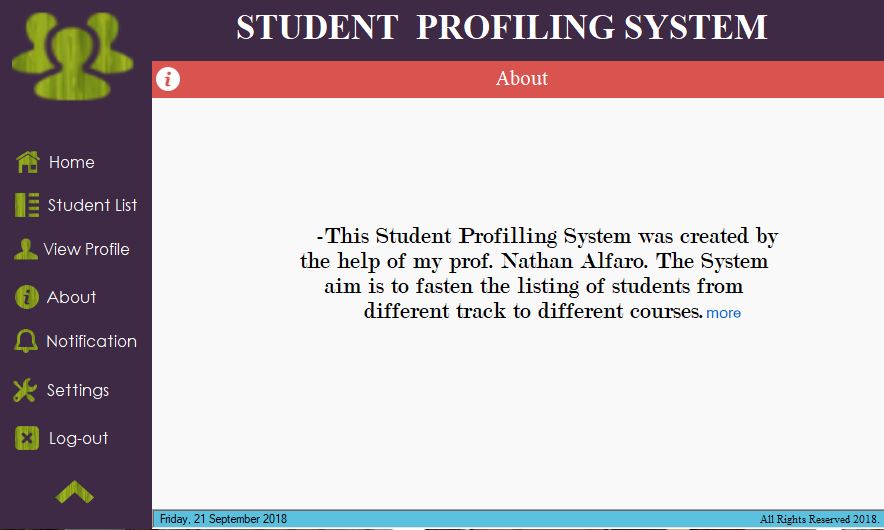 STUDENT PROFILING SYSTEM
About
Home
Student List
View Profile
About
Notification
Settings
Log-out
-This Student Profilling System was created by
the help of my prof. Nathan Alfaro. The System
aim is to fasten the listing of students from
different track to different courses. more
Friday, 21 September 2018
All Rights Reserved 2018.